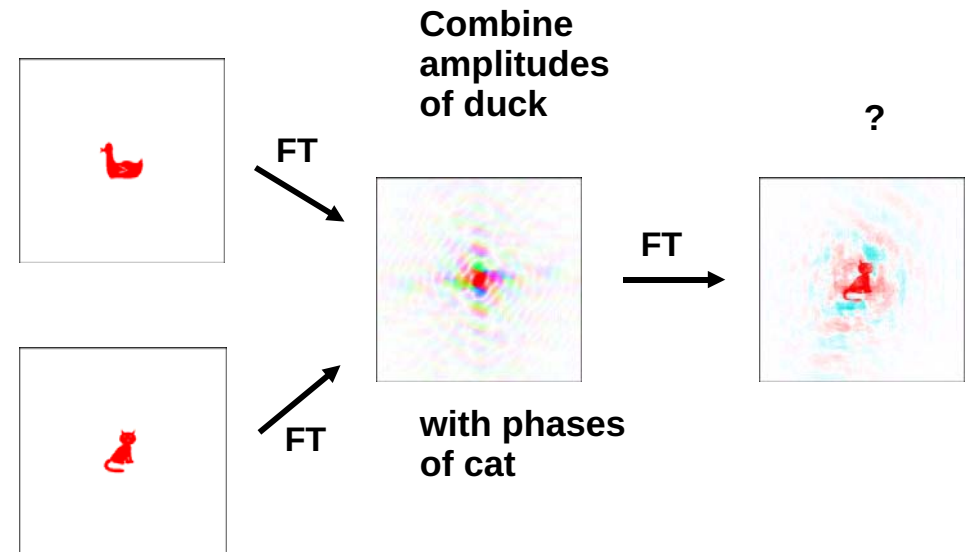 Combine
amplitudes
of duck
?
FT
FT
FT
with phases
of cat